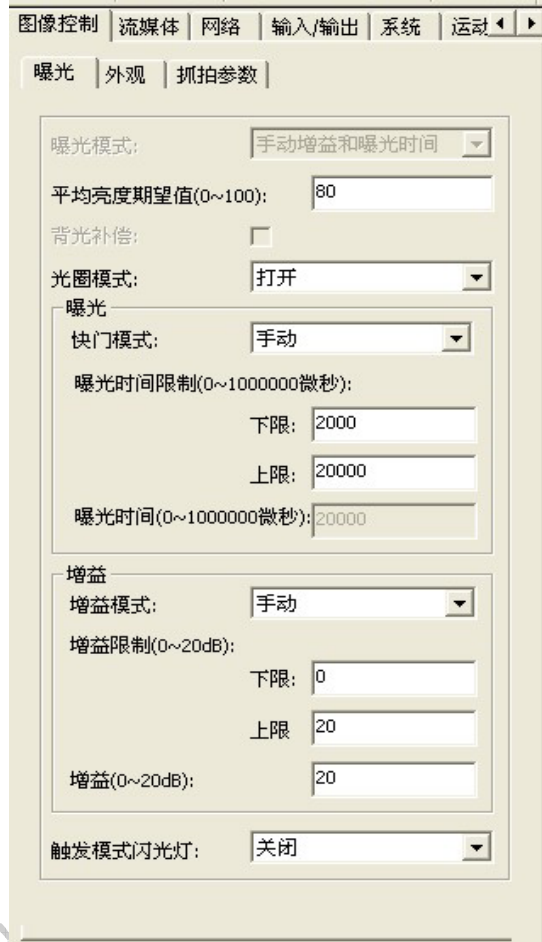 图像控制 流媒体 网络 输入/输出 系统 运动
曝光 外观 抓拍参数
曝光模式: 手动增益和曝光时间
平均亮度期望值(0~100): 80
背光补偿:
光圈模式: 打开
曝光
快门模式: 手动
曝光时间限制(0~1000000微秒):
下限: 2000
上限: 20000
曝光时间(0~1000000微秒): 20000
增益
增益模式: 手动
增益限制(0~20dB):
下限: 0
上限 20
增益(0~20dB): 20
触发模式闪光灯: 关闭